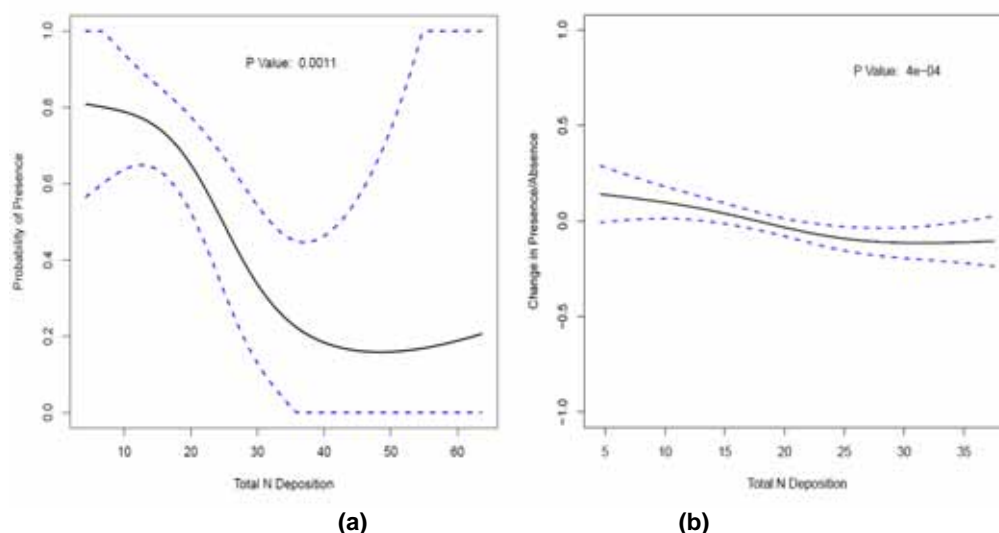 P Value: 0.0011
Probability of Presence
1.0
0.8
0.6
0.4
0.2
0.0
10 20 30 40 50 60
Total N Deposition
(a)
P Value: 4e−04
Change in Presence/Absence
1.0
0.5
0.0
−0.5
−1.0
5 10 15 20 25 30 35
Total N Deposition
(b)